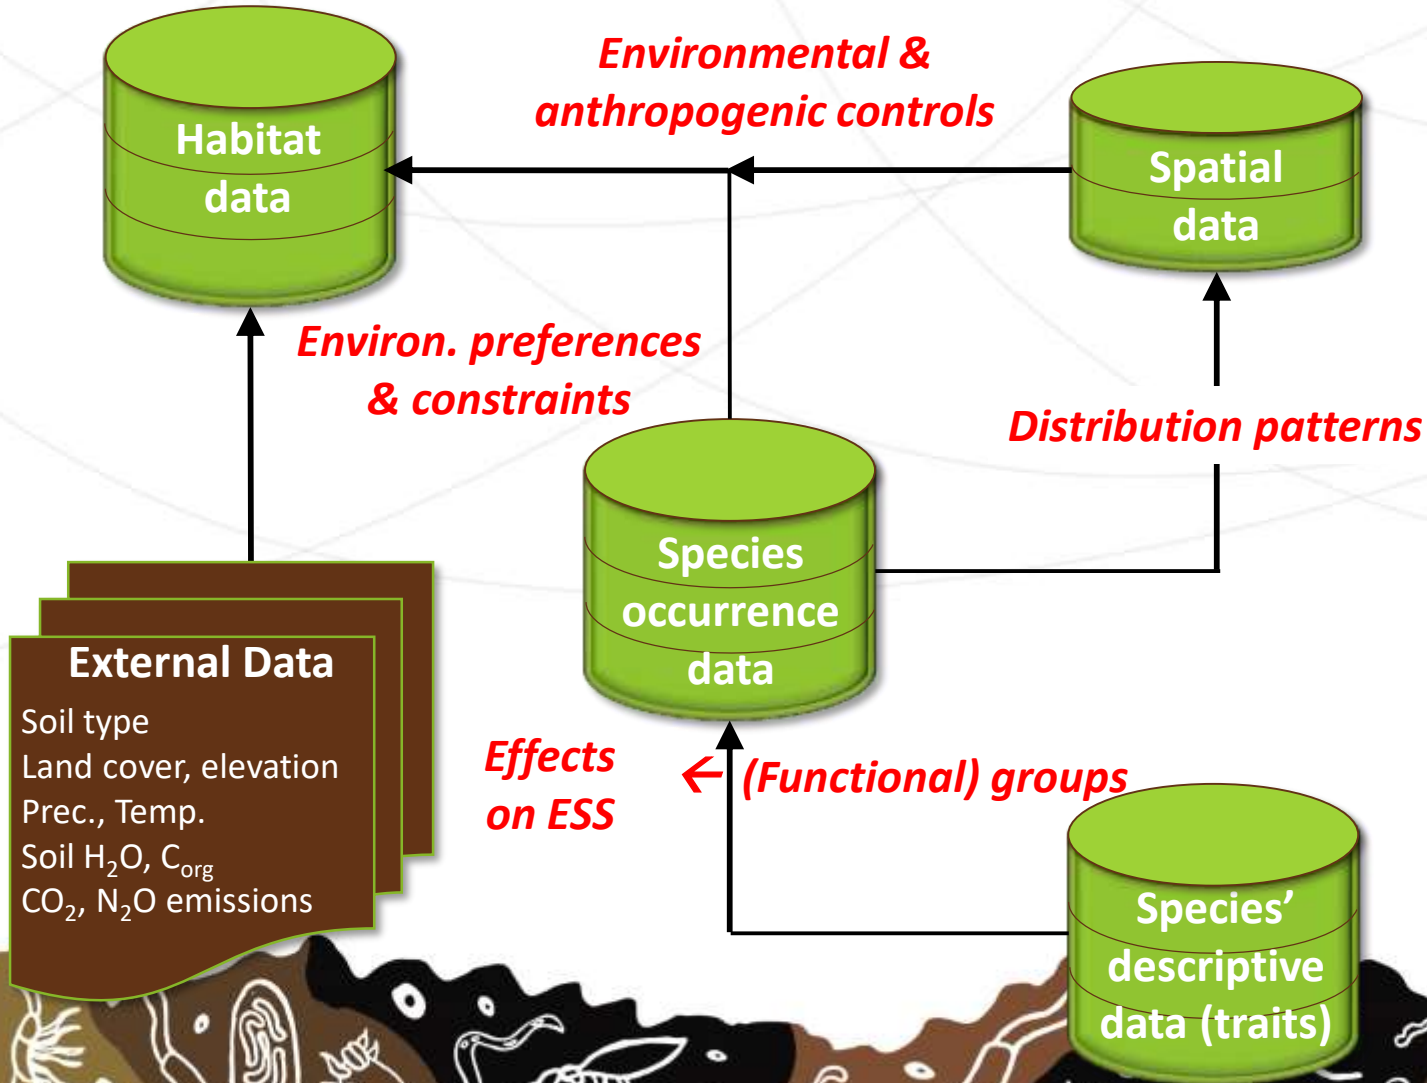 Environmental &
anthropogenic controls
Habitat
data
Spatial
data
Environ. preferences
& constraints
Distribution patterns
Species
occurrence
data
External Data
Soil type
Land cover, elevation
Prec., Temp.
Soil H₂O, C_org
CO₂, N₂O emissions
Effects
on ESS
← (Functional) groups
Species’
descriptive
data (traits)